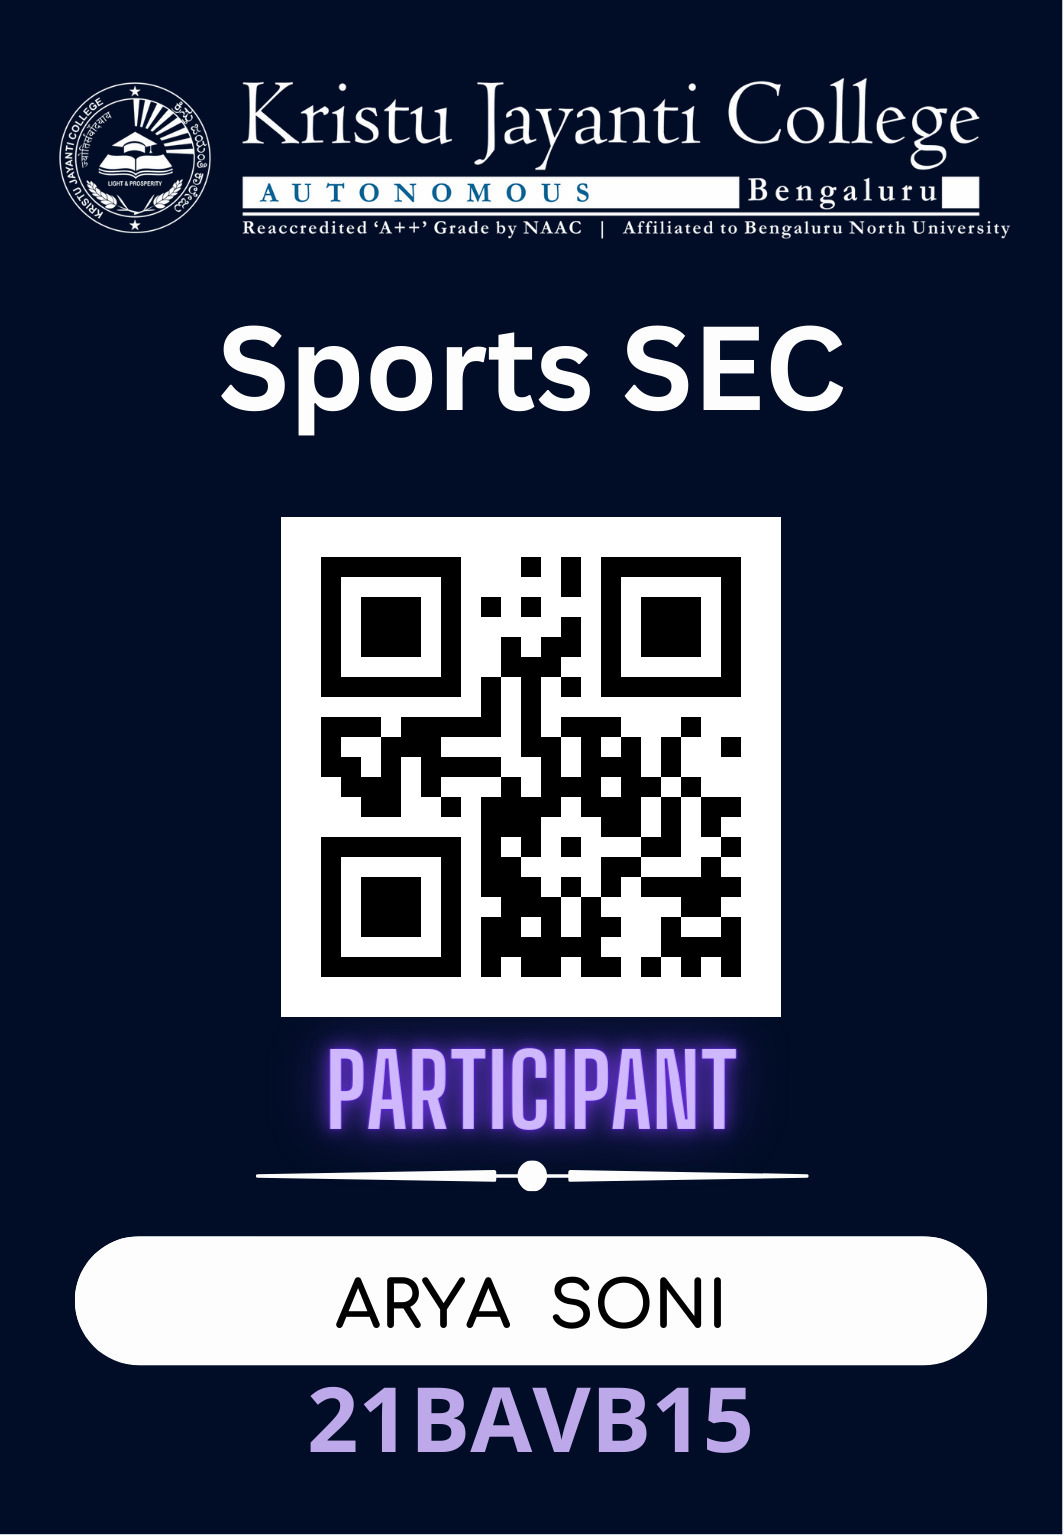 Kristu Jayanti College
AUTONOMOUS Bengaluru
Reaccredited ‘A++’ Grade by NAAC | Affiliated to Bengaluru North University
KRISTU JAYANTI COLLEGE
ಕ್ರಿಸ್ತು ಜಯಂತಿ ಕಾಲೇಜು
LIGHT & PROSPERITY
Sports SEC
PARTICIPANT
ARYA SONI
21BAVB15